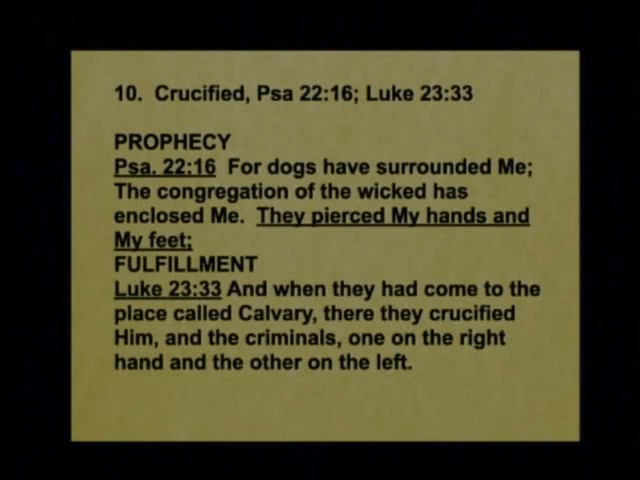 10. Crucified, Psa 22:16; Luke 23:33
PROPHECY
Psa. 22:16 For dogs have surrounded Me;
The congregation of the wicked has
enclosed Me. They pierced My hands and
My feet;
FULFILLMENT
Luke 23:33 And when they had come to the
place called Calvary, there they crucified
Him, and the criminals, one on the right
hand and the other on the left.